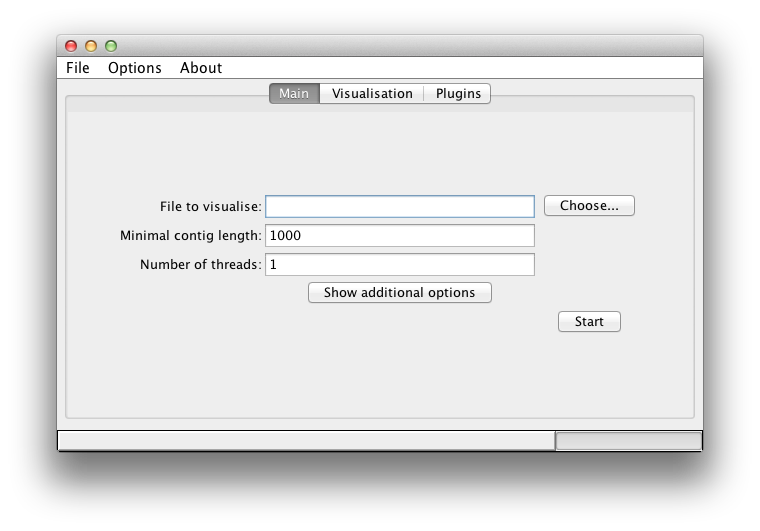 File Options About
Main Visualisation Plugins
File to visualise: Choose...
Minimal contig length: 1000
Number of threads: 1
Show additional options
Start